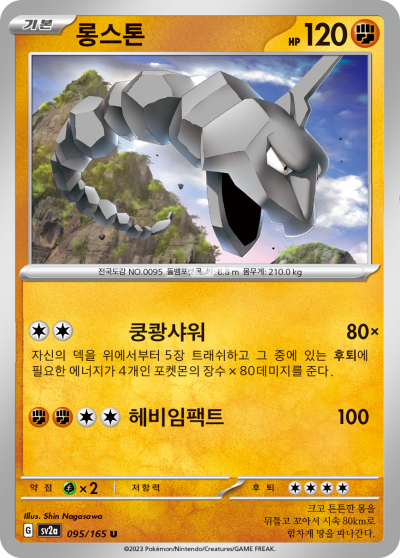 기본 롱스톤 HP 120
전국도감 NO.0095 돌뱀포켓몬 키: 8.8 m 몸무게: 210.0 kg
쿵쾅샤워 80×
자신의 덱을 위에서부터 5장 트래쉬하고 그 중에 있는 후퇴에
필요한 에너지가 4개인 포켓몬의 장수×80데미지를 준다.
헤비임팩트 100
약점 ×2 저항력 후퇴
Illus. Shin Nagasawa
G sv2a 095/165 U
크고 튼튼한 몸을
뒤틀고 꼬아서 시속 80km로
힘차게 땅을 파나간다.
©2023 Pokémon/Nintendo/Creatures/GAME FREAK.